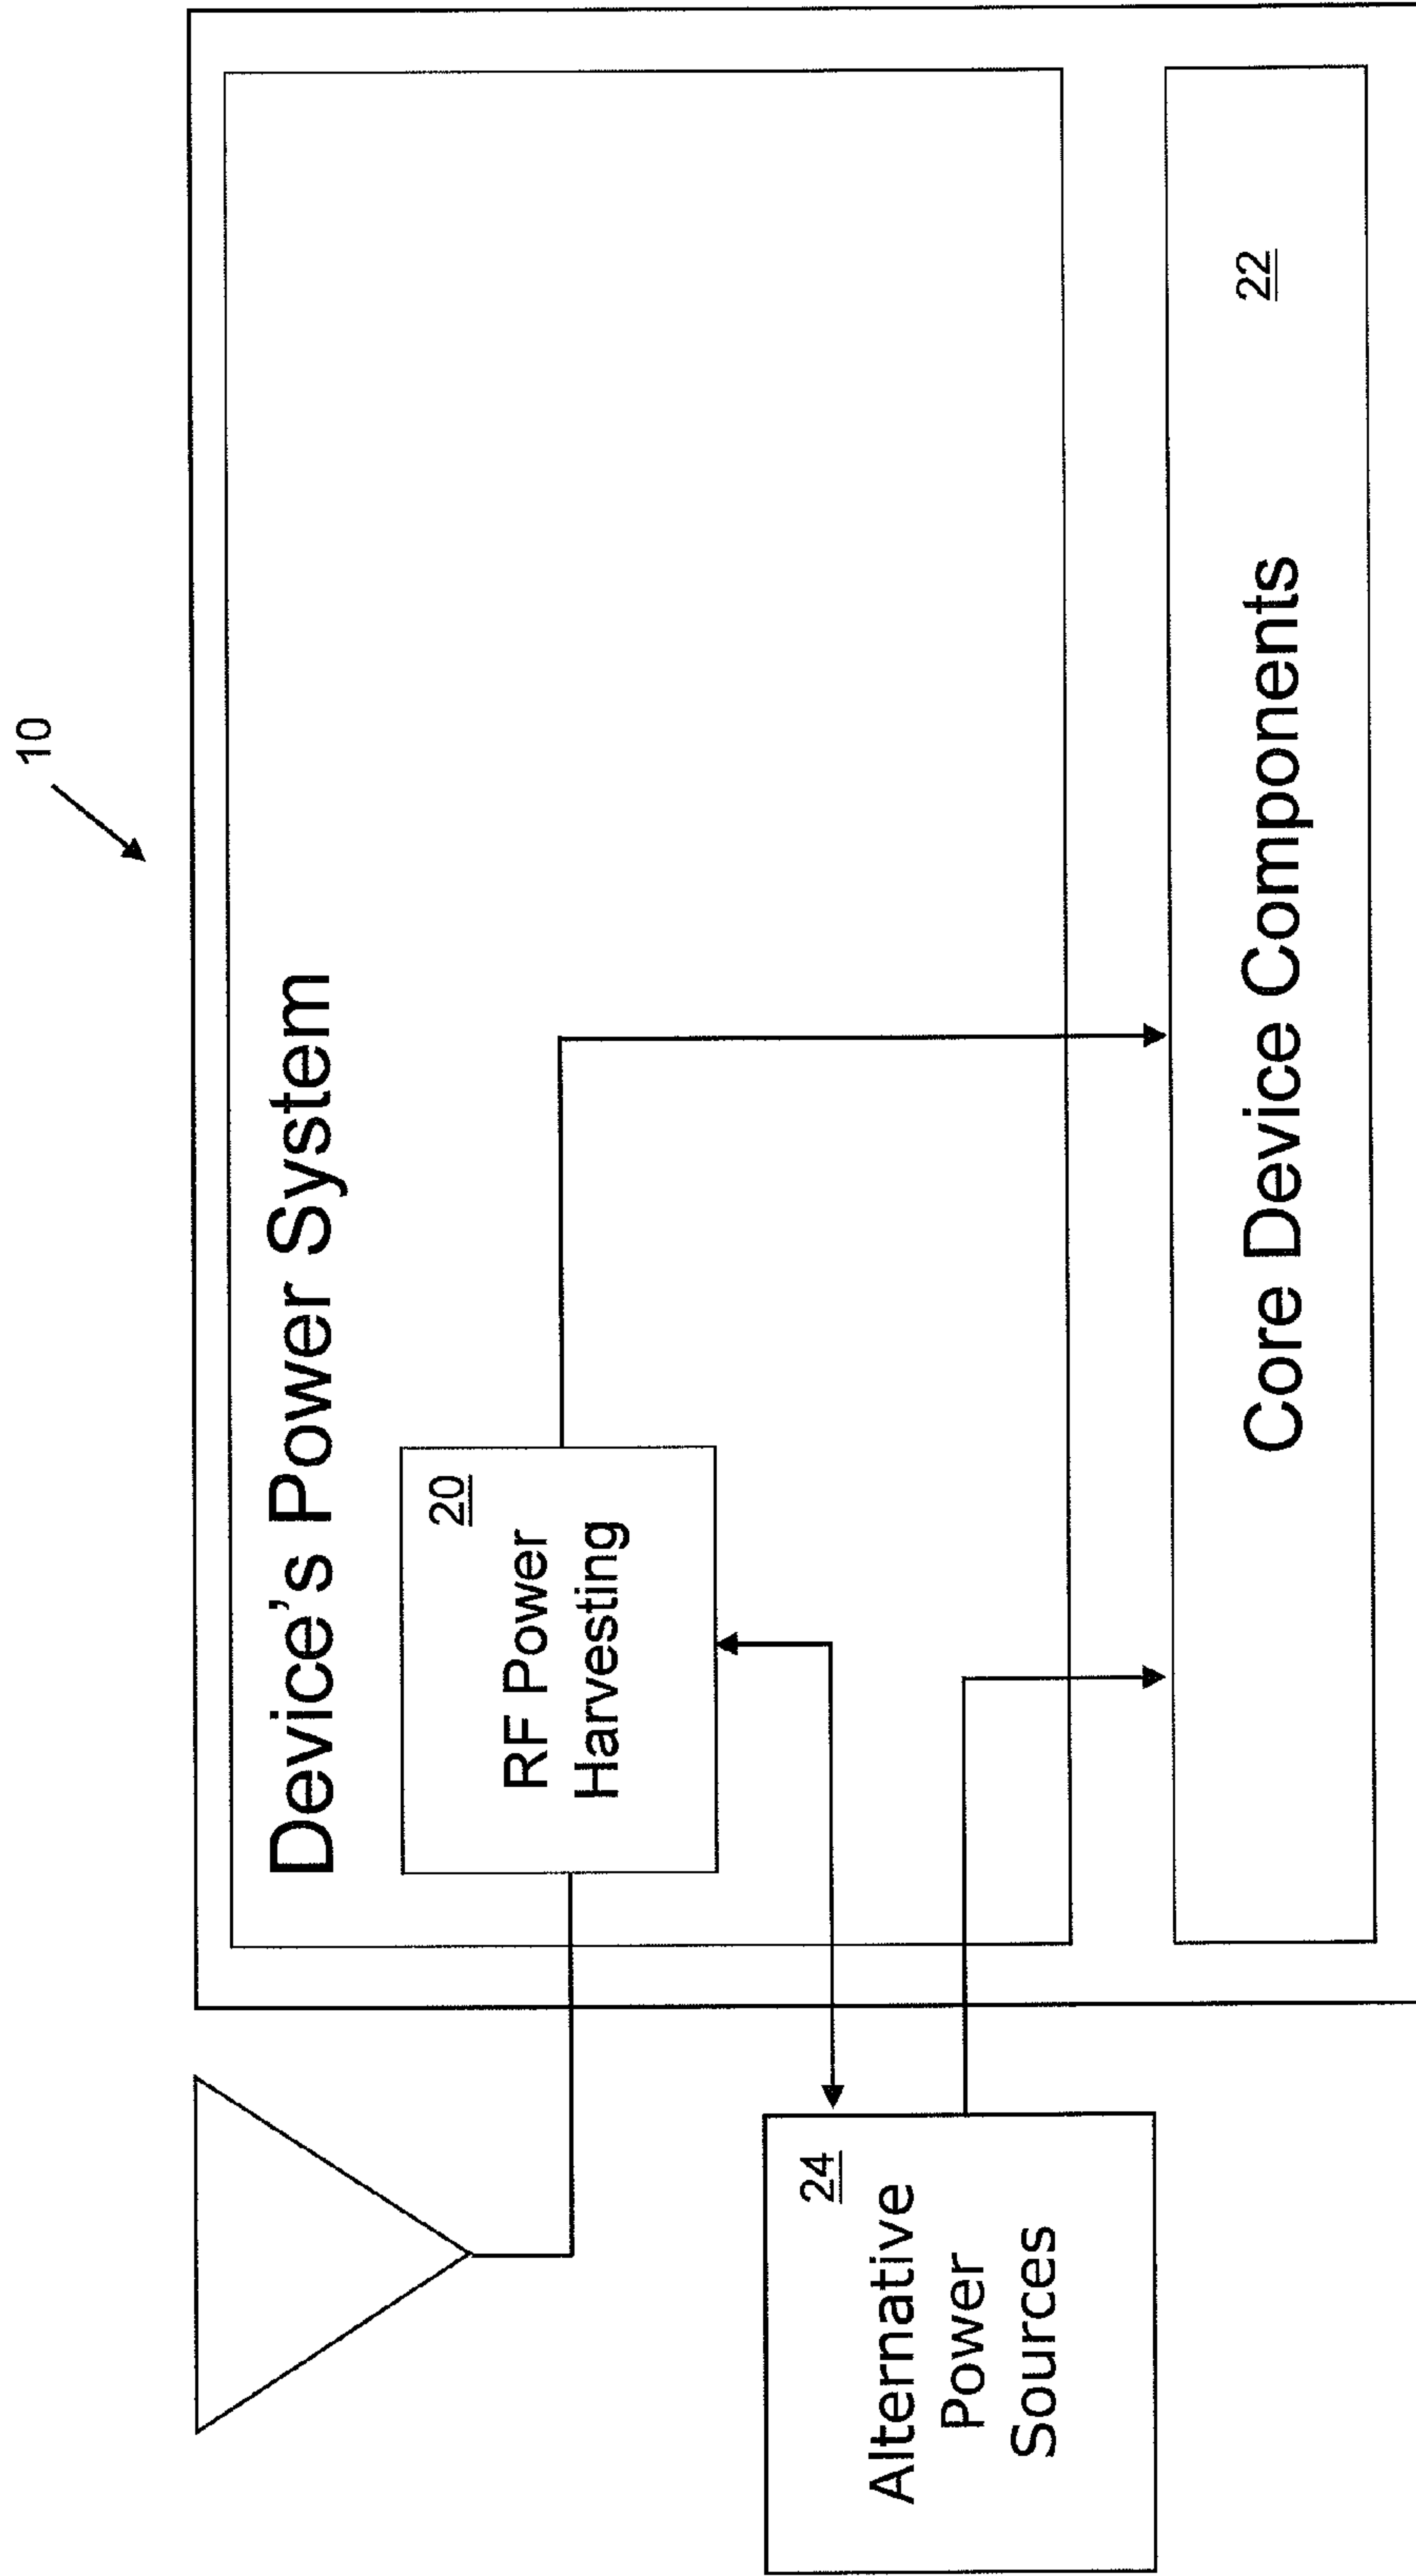 10
Device's Power System
20
RF Power
Harvesting
24
Alternative
Power
Sources
Core Device Components
22